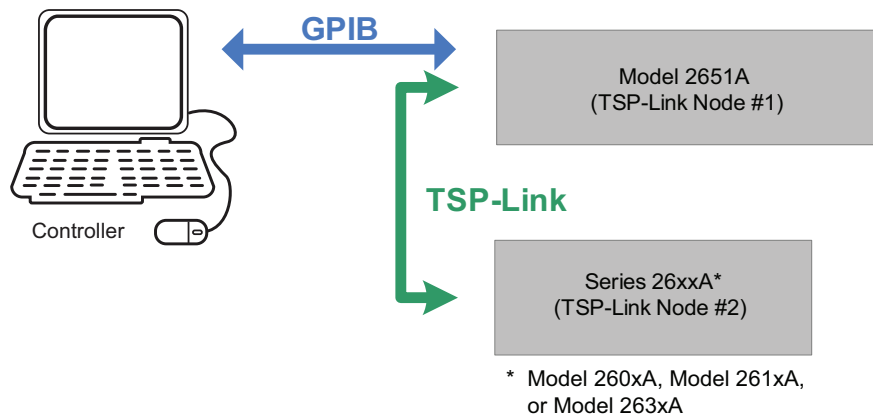 GPIB
Model 2651A
(TSP-Link Node #1)
TSP-Link
Controller
Series 26xxA*
(TSP-Link Node #2)
* Model 260xA, Model 261xA,
or Model 263xA